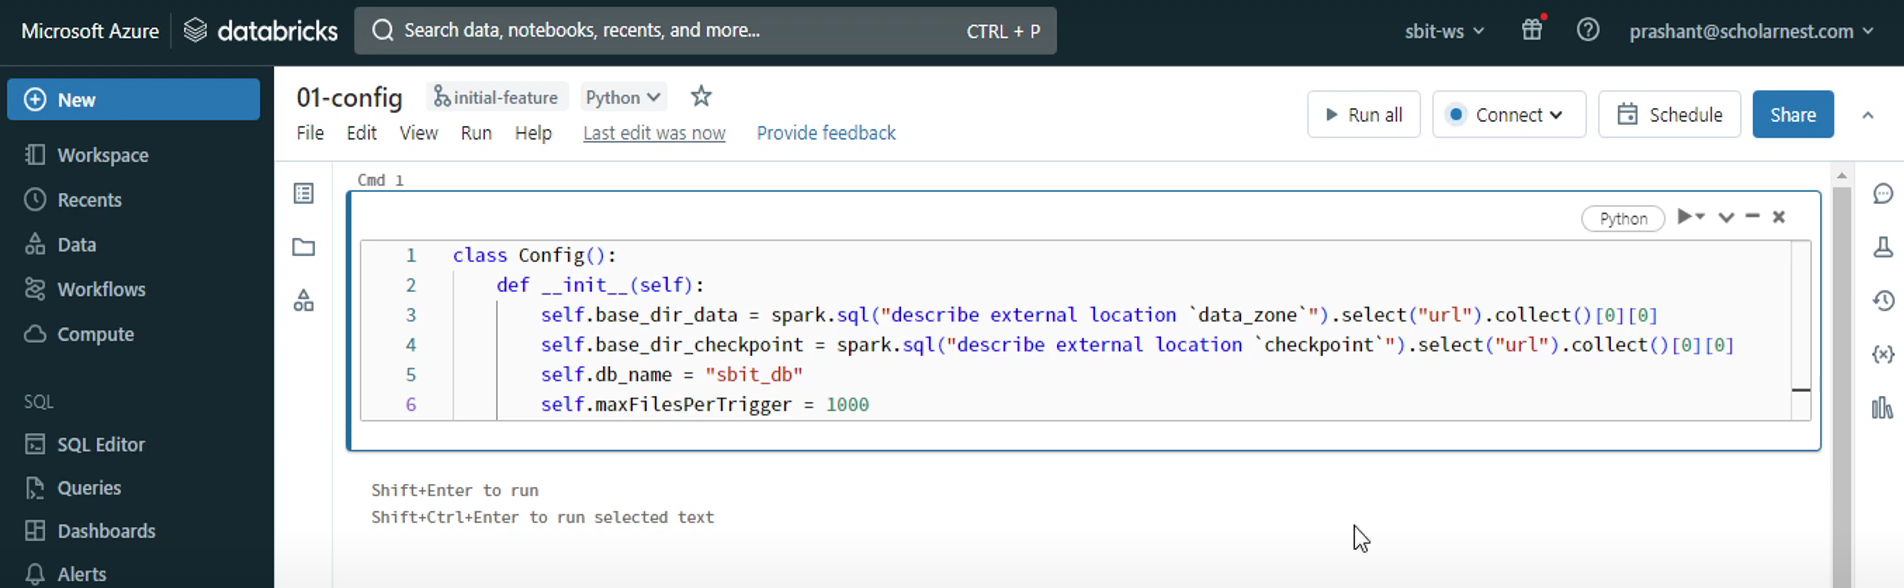 Microsoft Azure databricks Search data, notebooks, recents, and more... CTRL + P sbit-ws prashant@scholarnest.com
New
Workspace
Recents
Data
Workflows
Compute
SQL
SQL Editor
Queries
Dashboards
Alerts
01-config initial-feature Python
File Edit View Run Help Last edit was now Provide feedback
Run all Connect Schedule Share
Cmd 1
Python
1 class Config():
2 def __init__(self):
3 self.base_dir_data = spark.sql("describe external location `data_zone`").select("url").collect()[0][0]
4 self.base_dir_checkpoint = spark.sql("describe external location `checkpoint`").select("url").collect()[0][0]
5 self.db_name = "sbit_db"
6 self.maxFilesPerTrigger = 1000
Shift+Enter to run
Shift+Ctrl+Enter to run selected text